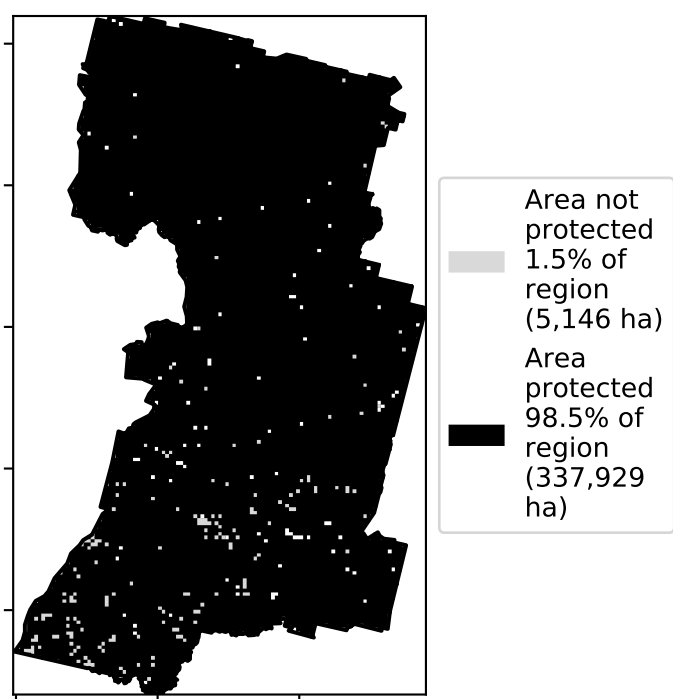 Area not
protected
1.5% of
region
(5,146 ha)
Area
protected
98.5% of
region
(337,929
ha)